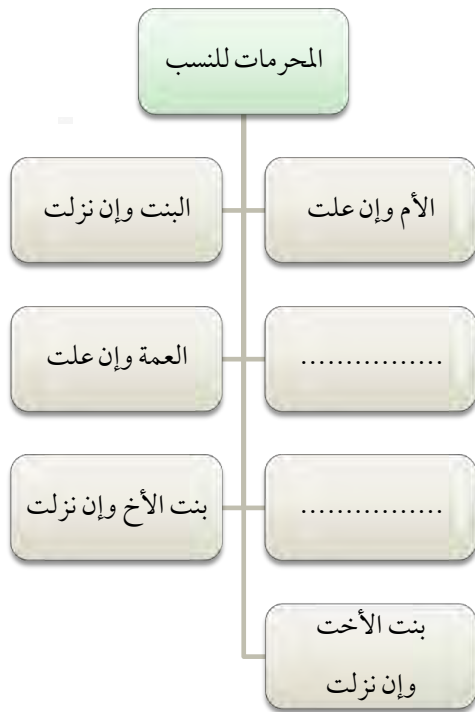 المحرمات للنسب
الأم وإن علت
البنت وإن نزلت
................
العمة وإن علت
................
بنت الأخ وإن نزلت
بنت الأخت
وإن نزلت